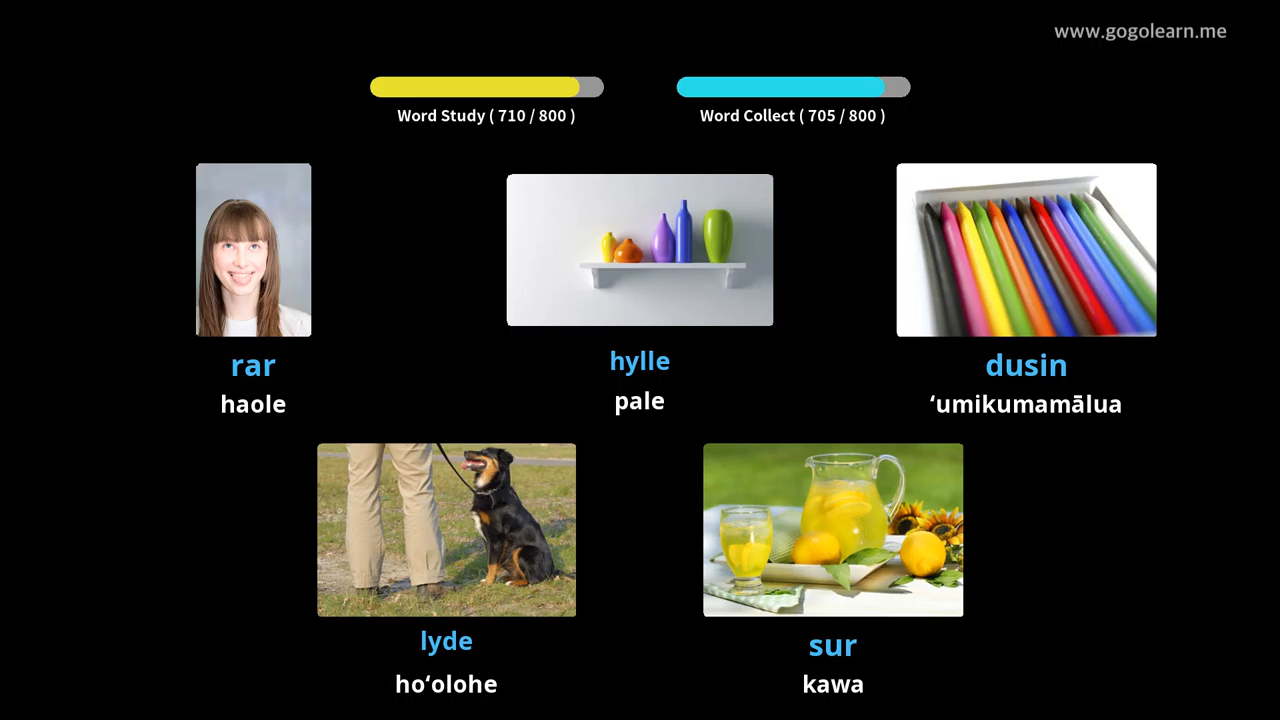 www.gogolearn.me
Word Study ( 710 / 800 )
Word Collect ( 705 / 800 )
rar
haole
hylle
pale
dusin
ʻumikumamālua
lyde
hoʻolohe
sur
kawa